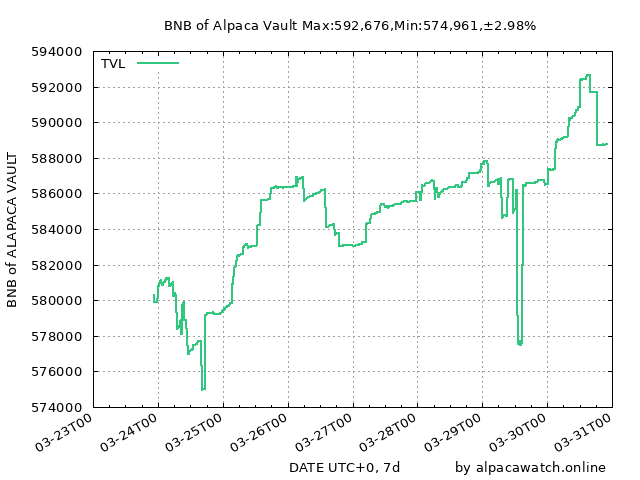 BNB of Alpaca Vault Max:592,676,Min:574,961,±2.98%
TVL
594000
592000
590000
588000
586000
584000
582000
580000
578000
576000
574000
BNB of ALAPACA VAULT
03-23T00
03-24T00
03-25T00
03-26T00
03-27T00
03-28T00
03-29T00
03-30T00
03-31T00
DATE UTC+0, 7d
by alpacawatch.online